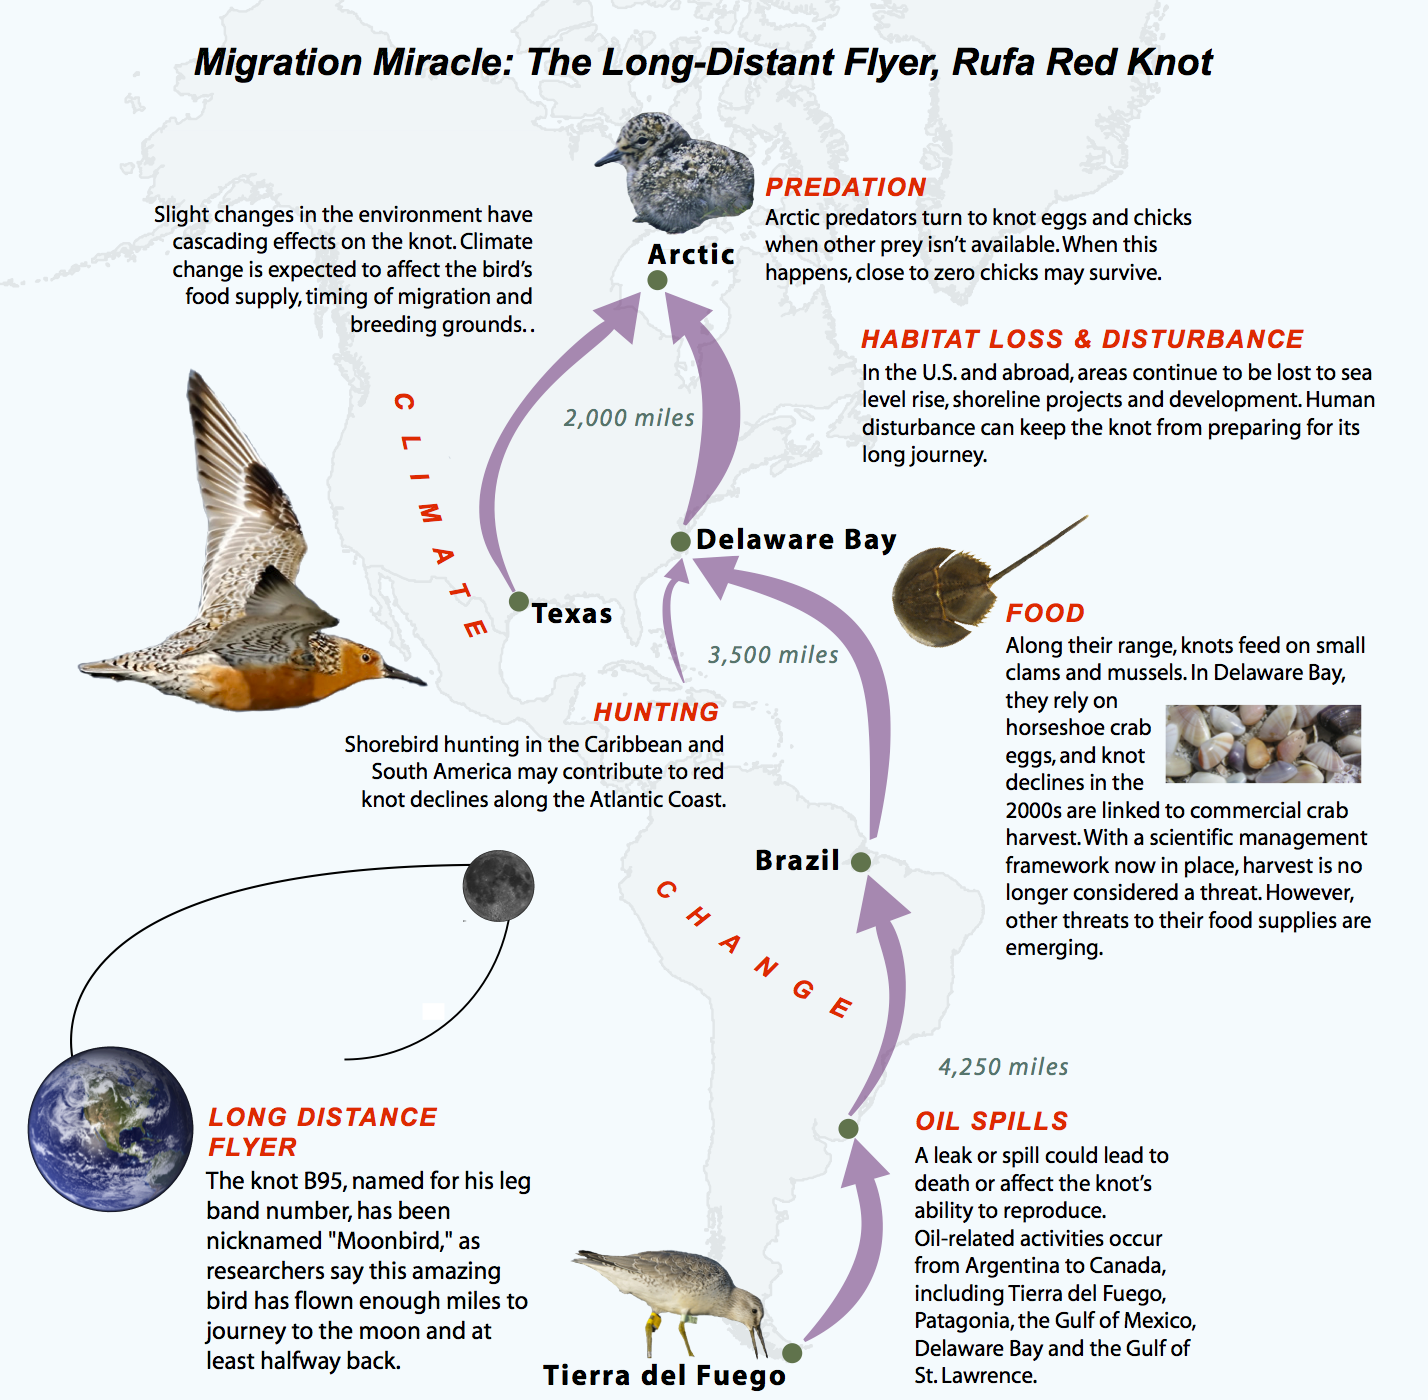 Migration Miracle: The Long-Distant Flyer, Rufa Red Knot
PREDATION
Arctic predators turn to knot eggs and chicks
when other prey isn't available. When this
happens, close to zero chicks may survive.
Arctic
Slight changes in the environment have
cascading effects on the knot. Climate
change is expected to affect the bird's
food supply, timing of migration and
breeding grounds. .
HABITAT LOSS & DISTURBANCE
In the U.S. and abroad, areas continue to be lost to sea
level rise, shoreline projects and development. Human
disturbance can keep the knot from preparing for its
long journey.
CLIMATE
2,000 miles
Delaware Bay
Texas
3,500 miles
FOOD
Along their range, knots feed on small
clams and mussels. In Delaware Bay,
they rely on
horseshoe crab
eggs, and knot
declines in the
2000s are linked to commercial crab
harvest. With a scientific management
framework now in place, harvest is no
longer considered a threat. However,
other threats to their food supplies are
emerging.
HUNTING
Shorebird hunting in the Caribbean and
South America may contribute to red
knot declines along the Atlantic Coast.
Brazil
CHANGE
4,250 miles
LONG DISTANCE
FLYER
The knot B95, named for his leg
band number, has been
nicknamed "Moonbird," as
researchers say this amazing
bird has flown enough miles to
journey to the moon and at
least halfway back.
OIL SPILLS
A leak or spill could lead to
death or affect the knot's
ability to reproduce.
Oil-related activities occur
from Argentina to Canada,
including Tierra del Fuego,
Patagonia, the Gulf of Mexico,
Delaware Bay and the Gulf of
St. Lawrence.
Tierra del Fuego